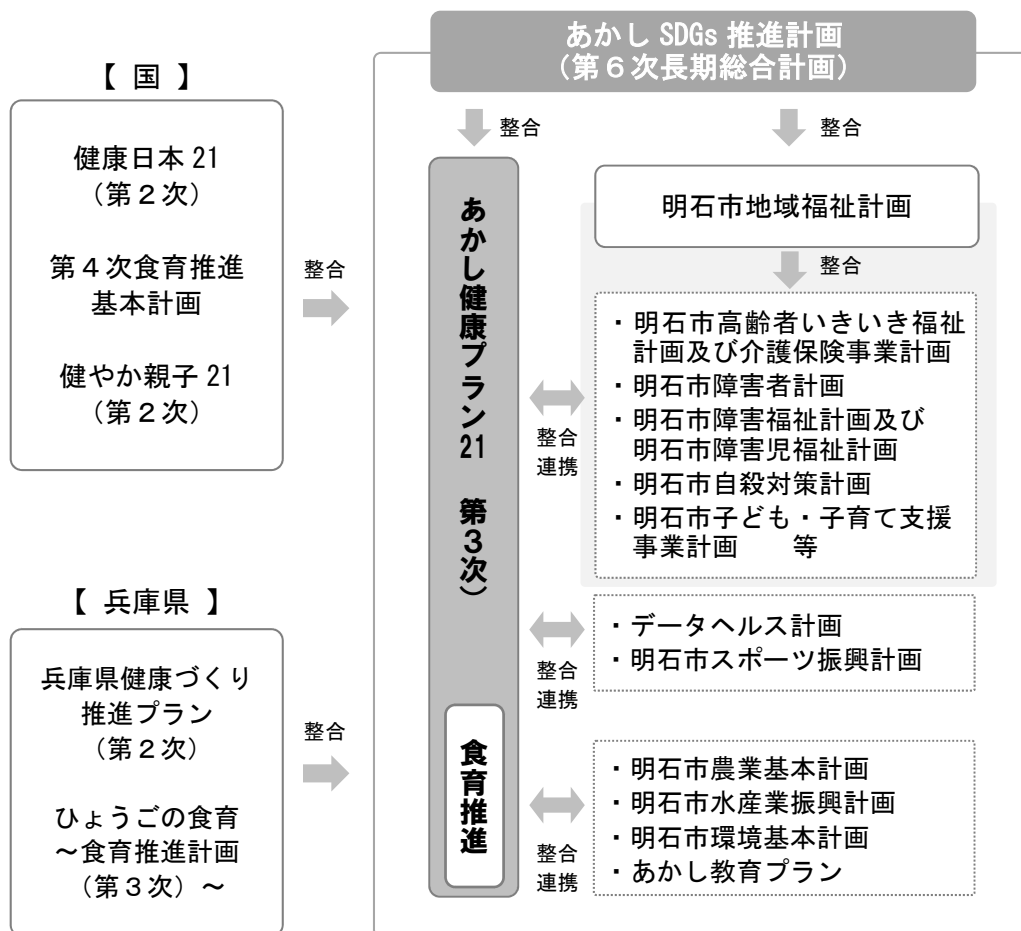 あかし SDGs 推進計画
（第６次長期総合計画）
【 国 】
健康日本 21
（第２次）
第４次食育推進
基本計画
健やか親子 21
（第２次）
整合
【 兵庫県 】
兵庫県健康づくり
推進プラン
（第２次）
ひょうごの食育
～食育推進計画
（第３次）～
整合
整合
整合
あかし健康プラン21　第３次）
食育推進
明石市地域福祉計画
整合
整合
連携
・明石市高齢者いきいき福祉
計画及び介護保険事業計画
・明石市障害者計画
・明石市障害福祉計画及び
明石市障害児福祉計画
・明石市自殺対策計画
・明石市子ども・子育て支援
事業計画　　等
整合
連携
・データヘルス計画
・明石市スポーツ振興計画
整合
連携
・明石市農業基本計画
・明石市水産業振興計画
・明石市環境基本計画
・あかし教育プラン